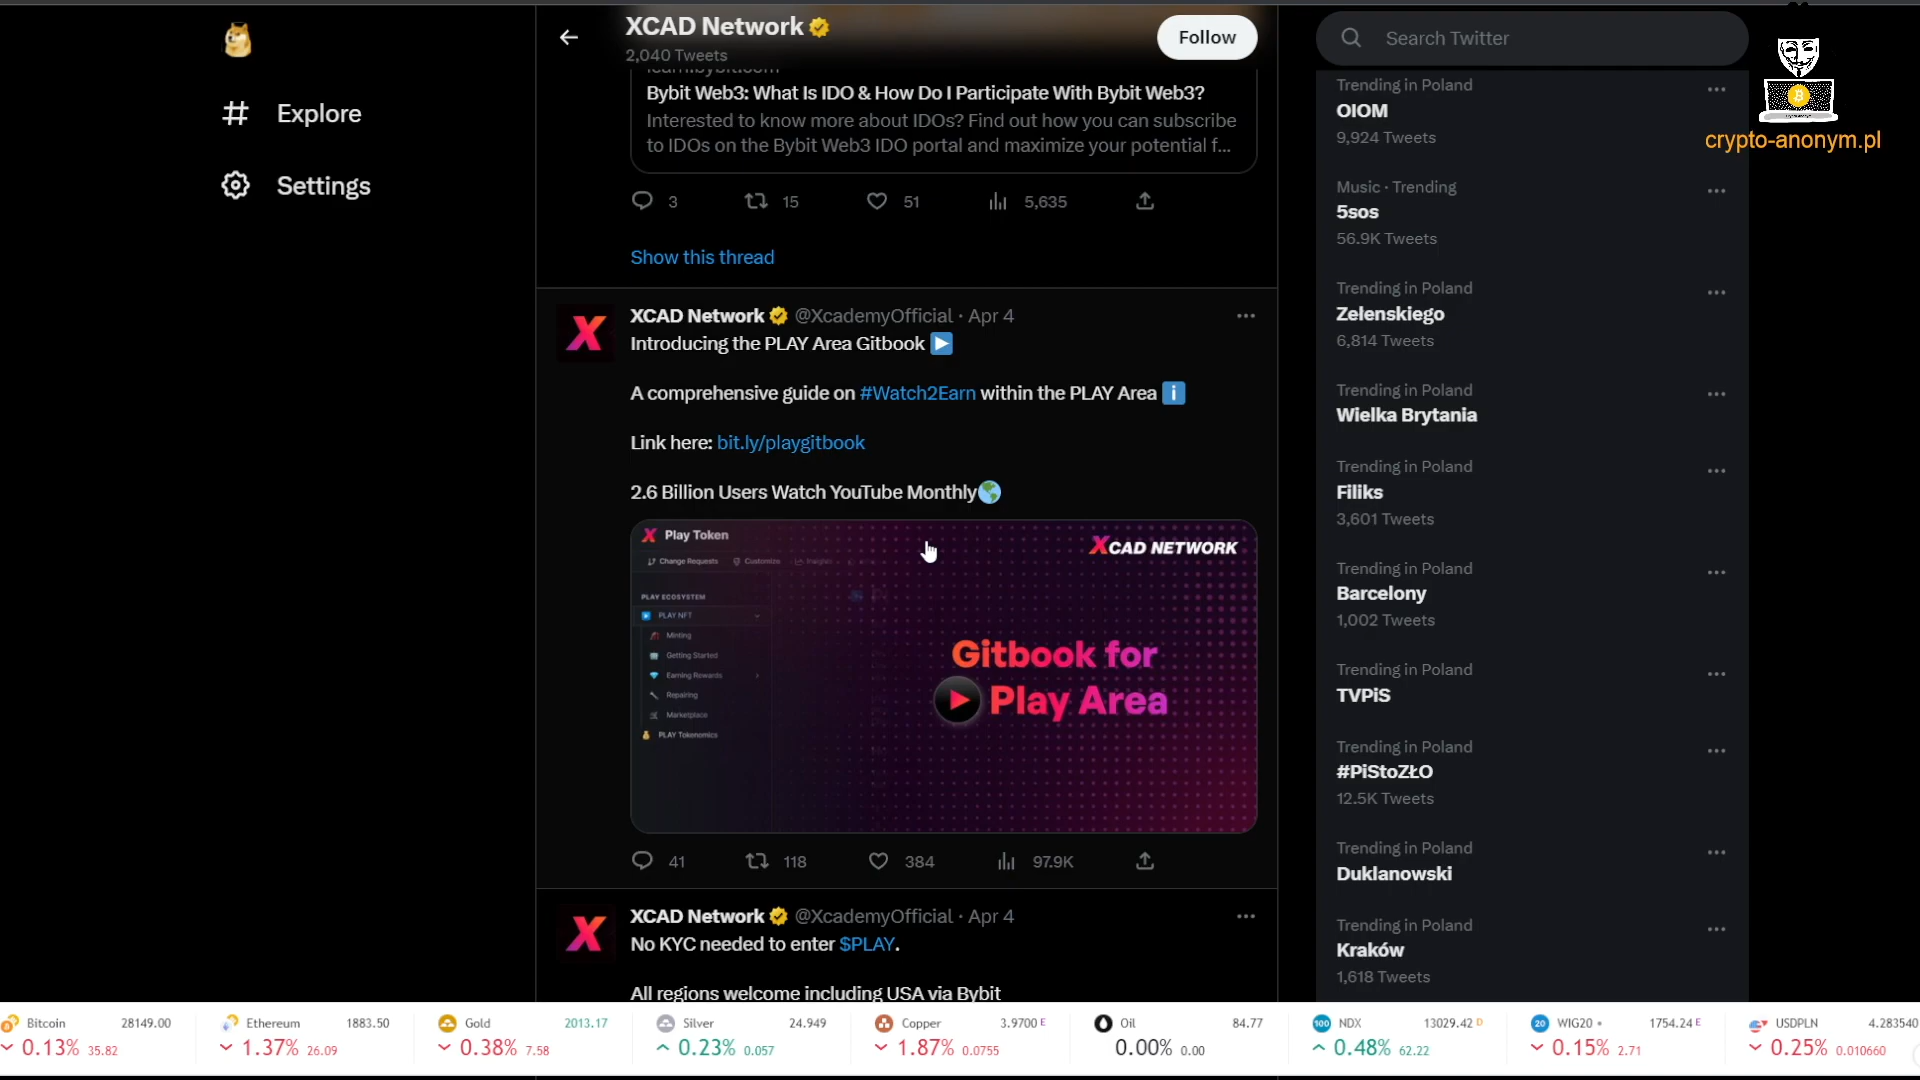 XCAD Network
2,040 Tweets
Follow
Search Twitter
Explore
Settings
crypto-anonym.pl
learn.bybit.com
Bybit Web3: What Is IDO & How Do I Participate With Bybit Web3?
Interested to know more about IDOs? Find out how you can subscribe
to IDOs on the Bybit Web3 IDO portal and maximize your potential f...
3 15 51 5,635
Show this thread
XCAD Network @XcademyOfficial · Apr 4
Introducing the PLAY Area Gitbook
A comprehensive guide on #Watch2Earn within the PLAY Area
Link here: bit.ly/playgitbook
2.6 Billion Users Watch YouTube Monthly
Play Token
XCAD NETWORK
Change Requests Customize Insights
PLAY ECOSYSTEM
PLAY NFT
Minting
Getting Started
Earning Rewards
Repairing
Marketplace
PLAY Tokenomics
Gitbook for
Play Area
41 118 384 97.9K
XCAD Network @XcademyOfficial · Apr 4
No KYC needed to enter $PLAY.
All regions welcome including USA via Bybit
Trending in Poland
OIOM
9,924 Tweets
Music · Trending
5sos
56.9K Tweets
Trending in Poland
Zelenskiego
6,814 Tweets
Trending in Poland
Wielka Brytania
Trending in Poland
Filiks
3,601 Tweets
Trending in Poland
Barcelony
1,002 Tweets
Trending in Poland
TVPiS
Trending in Poland
#PiStoZŁO
12.5K Tweets
Trending in Poland
Duklanowski
Trending in Poland
Kraków
1,618 Tweets
Bitcoin 28149.00
0.13% 35.82
Ethereum 1883.50
1.37% 26.09
Gold 2013.17
0.38% 7.58
Silver 24.949
0.23% 0.057
Copper 3.9700 E
1.87% 0.0755
Oil 84.77
0.00% 0.00
100 NDX 13029.42 D
0.48% 62.22
20 WIG20 1754.24 E
0.15% 2.71
USDPLN 4.283540
0.25% 0.010660